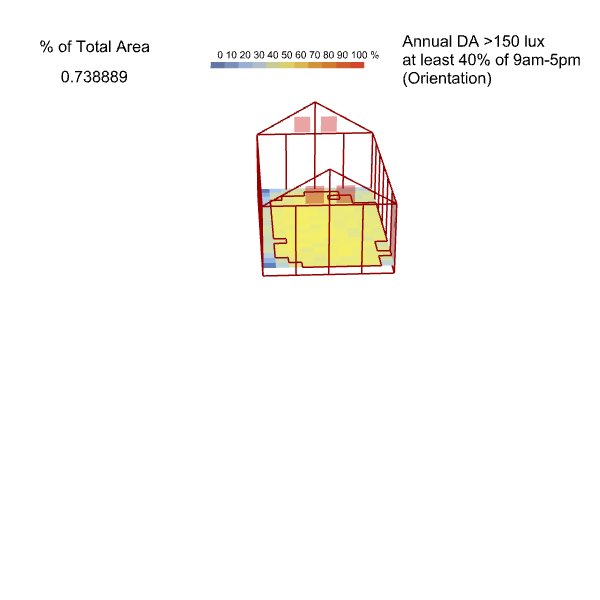 % of Total Area
0.738889
0 10 20 30 40 50 60 70 80 90 100 %
Annual DA >150 lux
at least 40% of 9am-5pm
(Orientation)